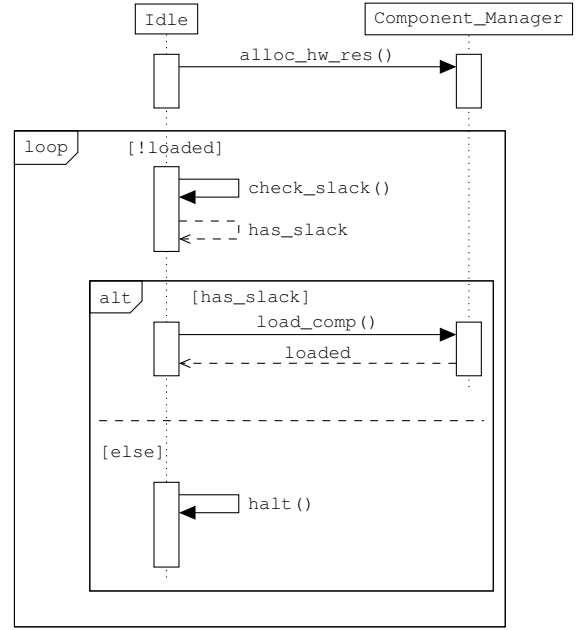 Idle
Component_Manager
alloc_hw_res()
loop
[!loaded]
check_slack()
has_slack
alt
[has_slack]
load_comp()
loaded
[else]
halt()